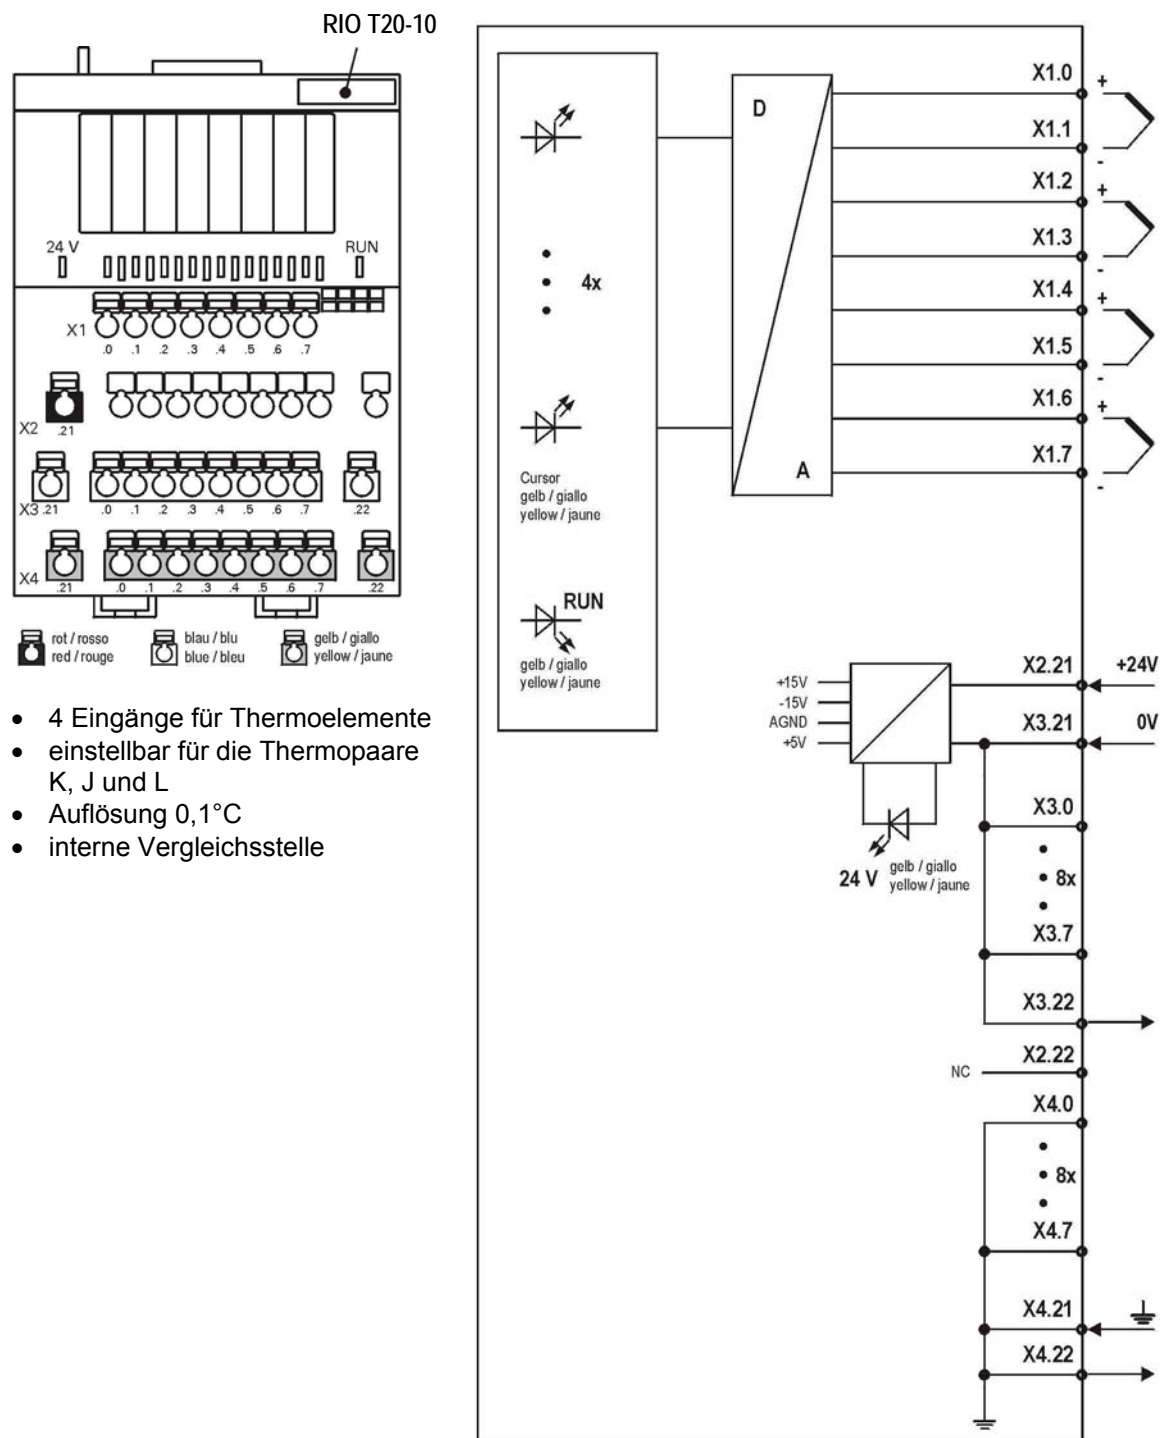 RIO T20-10
24 V
RUN
X1
.0 .1 .2 .3 .4 .5 .6 .7
X2 .21
X3 .21 .0 .1 .2 .3 .4 .5 .6 .7 .22
X4 .21 .0 .1 .2 .3 .4 .5 .6 .7 .22
rot / rosso
red / rouge
blau / blu
blue / bleu
gelb / giallo
yellow / jaune
• 4 Eingänge für Thermoelemente
• einstellbar für die Thermopaare
K, J und L
• Auflösung 0,1°C
• interne Vergleichsstelle
4x
Cursor
gelb / giallo
yellow / jaune
RUN
gelb / giallo
yellow / jaune
D
A
X1.0 +
X1.1 -
X1.2 +
X1.3 -
X1.4 +
X1.5 -
X1.6 +
X1.7 -
+15V
-15V
AGND
+5V
24 V
gelb / giallo
yellow / jaune
X2.21 +24V
X3.21 0V
X3.0
8x
X3.7
X3.22
X2.22
NC
X4.0
8x
X4.7
X4.21
X4.22